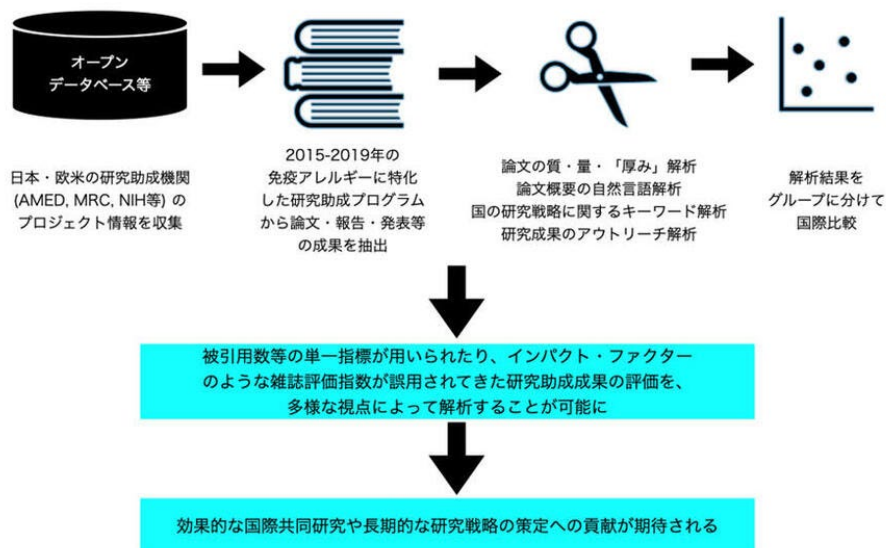 オープン
データベース等
日本・欧米の研究助成機関
(AMED, MRC, NIH等) の
プロジェクト情報を収集
2015-2019年の
免疫アレルギーに特化
した研究助成プログラム
から論文・報告・発表等
の成果を抽出
論文の質・量・「厚み」解析
論文概要の自然言語解析
国の研究戦略に関するキーワード解析
研究成果のアウトリーチ解析
解析結果を
グループに分けて
国際比較
被引用数等の単一指標が用いられたり、インパクト・ファクター
のような雑誌評価指数が誤用されてきた研究助成成果の評価を、
多様な視点によって解析することが可能に
効果的な国際共同研究や長期的な研究戦略の策定への貢献が期待される